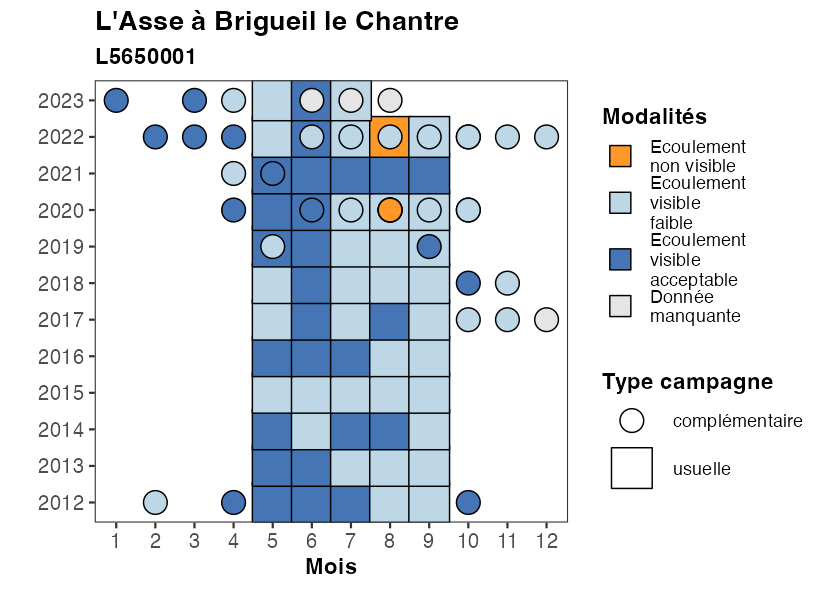 L'Asse à Brigueil le Chantre
L5650001
2023
2022
2021
2020
2019
2018
2017
2016
2015
2014
2013
2012
1 2 3 4 5 6 7 8 9 10 11 12
Mois
Modalités
Ecoulement
non visible
Ecoulement
visible
faible
Ecoulement
visible
acceptable
Donnée
manquante
Type campagne
complémentaire
usuelle